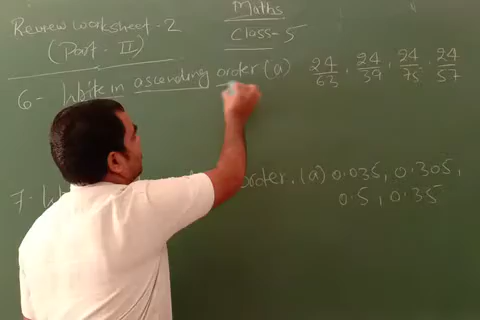 Maths
Review worksheet-2
(Part-II)
Class-5
6- Write in ascending order (a) 24/63, 24/39, 24/75, 24/57
7. order. (a) 0.035, 0.305,
0.5, 0.35